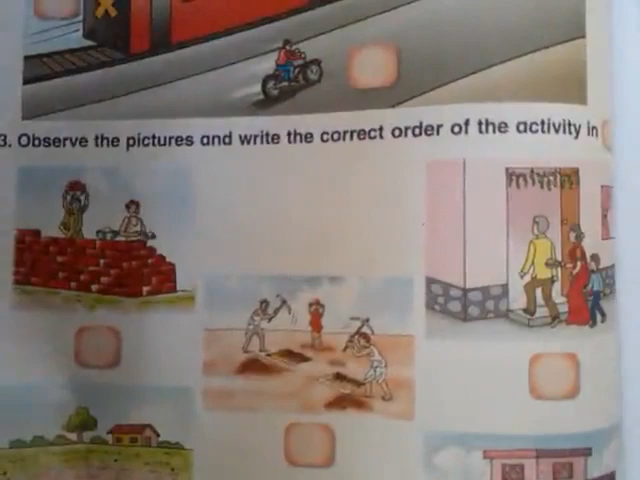 3. Observe the pictures and write the correct order of the activity in